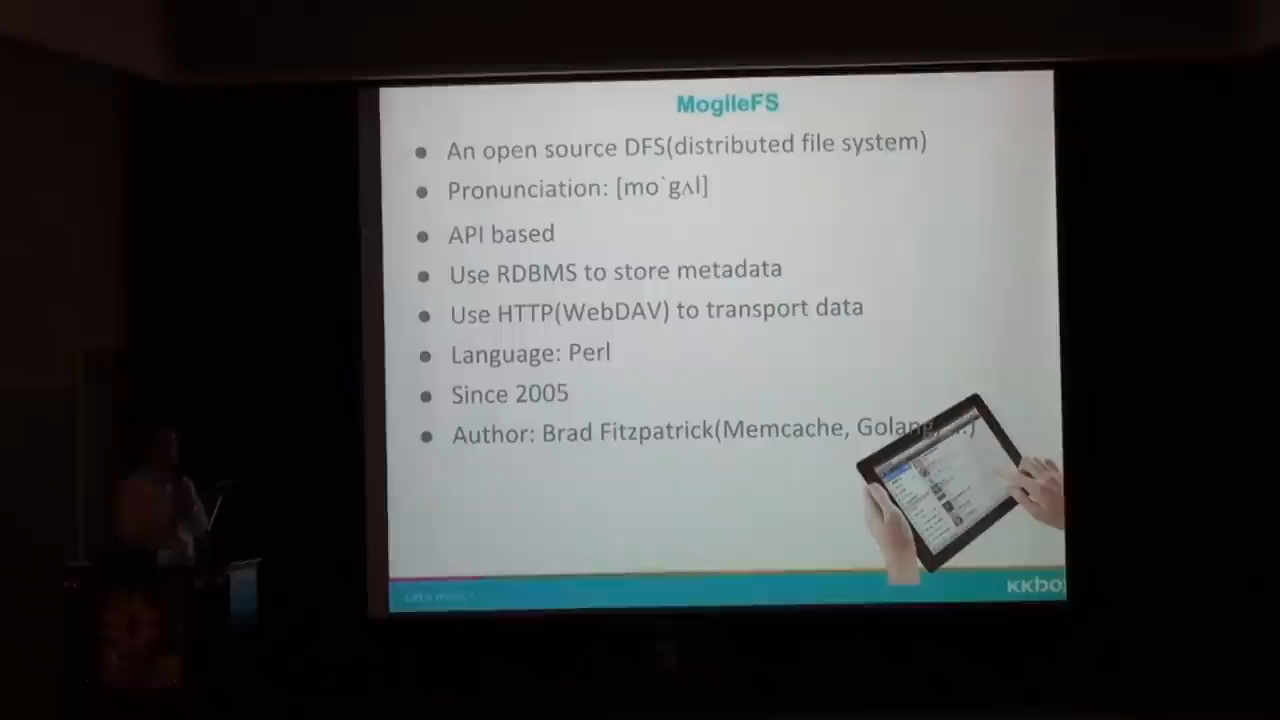 MogileFS
● An open source DFS(distributed file system)
● Pronunciation: [mo`gʌl]
● API based
● Use RDBMS to store metadata
● Use HTTP(WebDAV) to transport data
● Language: Perl
● Since 2005
● Author: Brad Fitzpatrick(Memcache, Golang, ...)
KKBO